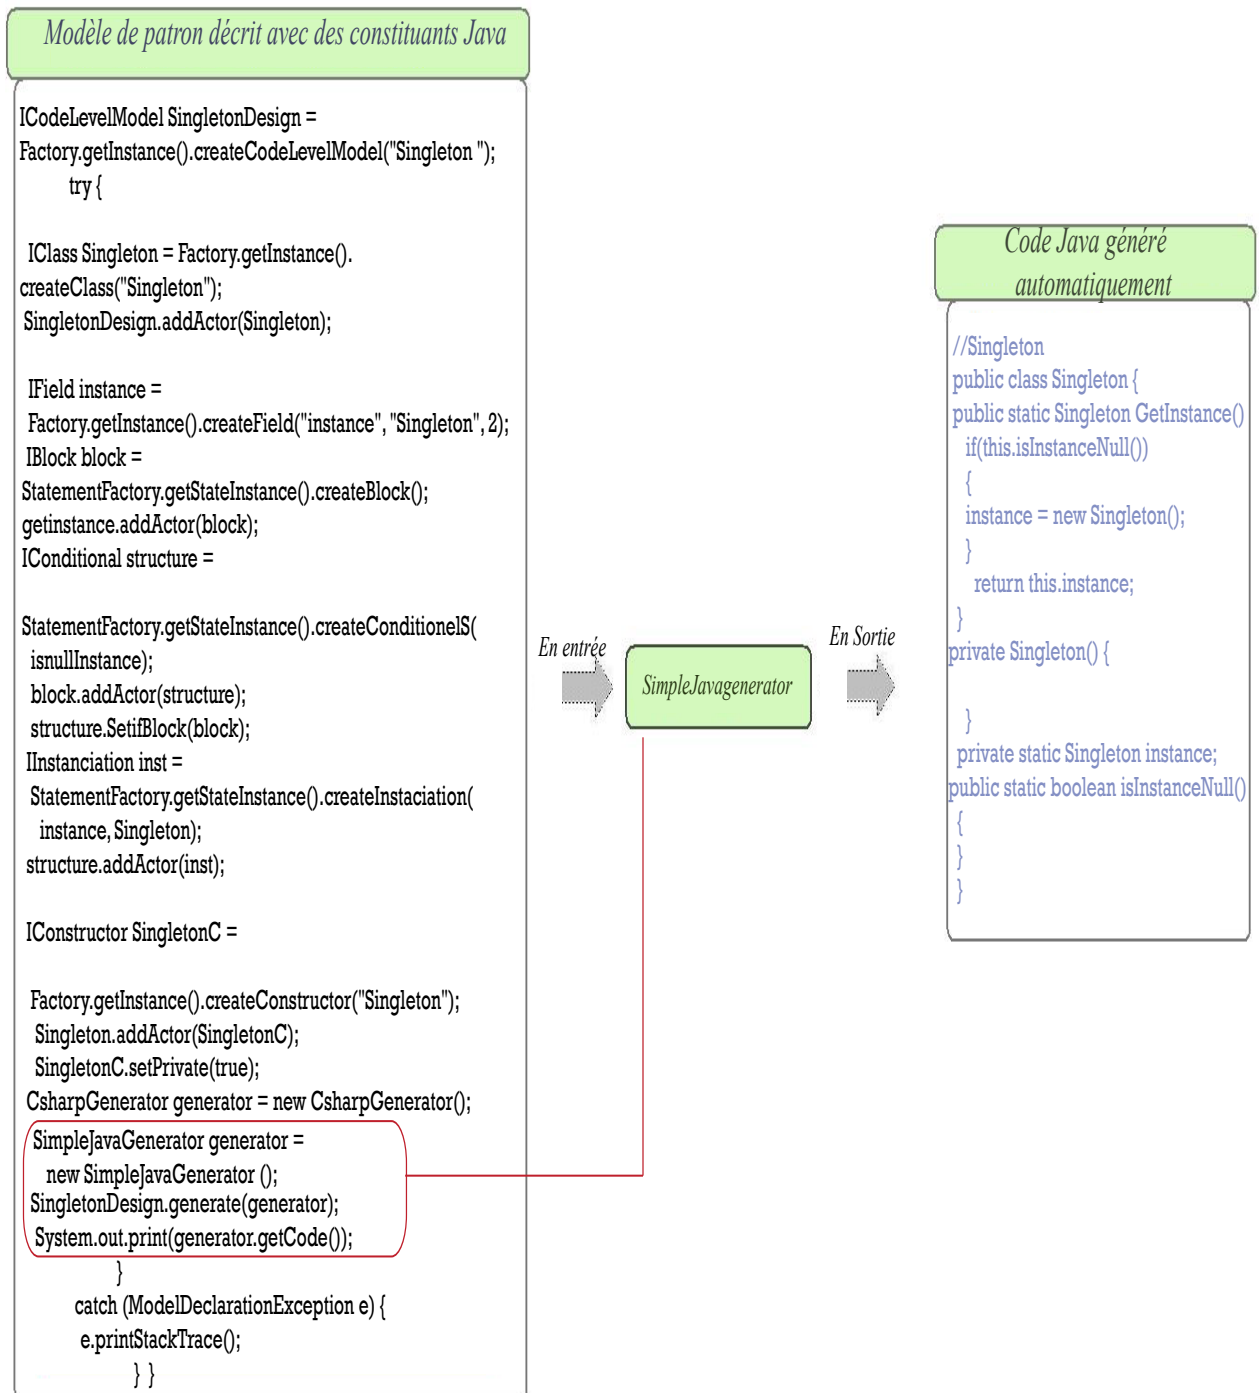 Modèle de patron décrit avec des constituants Java
ICodeLevelModel SingletonDesign =
Factory.getInstance().createCodeLevelModel("Singleton ");
try {
IClass Singleton = Factory.getInstance().
createClass("Singleton");
SingletonDesign.addActor(Singleton);
IField instance =
Factory.getInstance().createField("instance", "Singleton", 2);
IBlock block =
StatementFactory.getStateInstance().createBlock();
getinstance.addActor(block);
IConditional structure =
StatementFactory.getStateInstance().createConditionelS(
isnullInstance);
block.addActor(structure);
structure.SetifBlock(block);
IInstanciation inst =
StatementFactory.getStateInstance().createInstaciation(
instance, Singleton);
structure.addActor(inst);
IConstructor SingletonC =
Factory.getInstance().createConstructor("Singleton");
Singleton.addActor(SingletonC);
SingletonC.setPrivate(true);
CsharpGenerator generator = new CsharpGenerator();
SimpleJavaGenerator generator =
new SimpleJavaGenerator ();
SingletonDesign.generate(generator);
System.out.print(generator.getCode());
}
catch (ModelDeclarationException e) {
e.printStackTrace();
} }
En entrée
SimpleJavagenerator
En Sortie
Code Java généré
automatiquement
//Singleton
public class Singleton {
public static Singleton GetInstance()
if(this.isInstanceNull())
{
instance = new Singleton();
}
return this.instance;
}
private Singleton() {
}
private static Singleton instance;
public static boolean isInstanceNull()
{
}
}